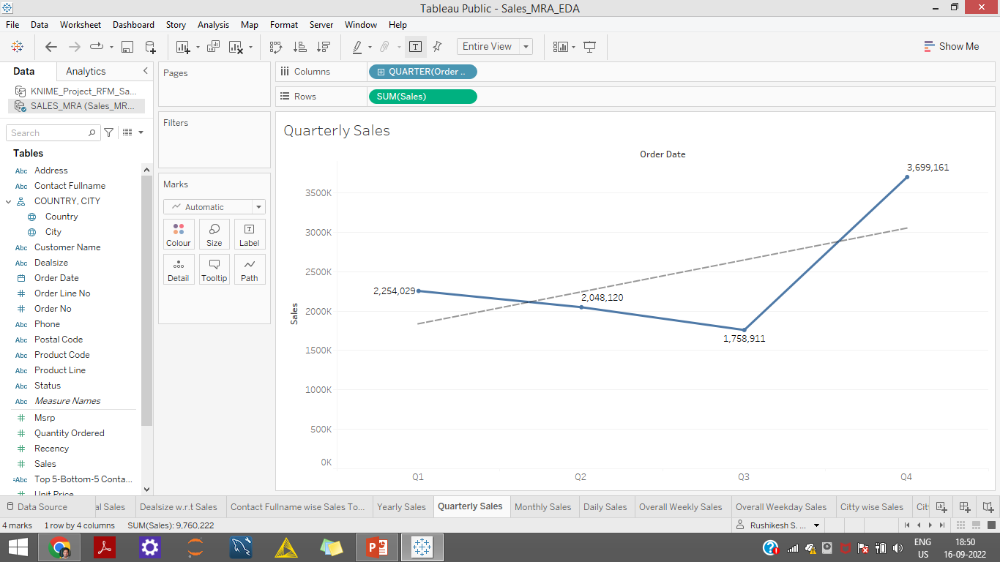 Tableau Public - Sales_MRA_EDA
File Data Worksheet Dashboard Story Analysis Map Format Server Window Help
Entire View
Show Me
Data Analytics
KNIME_Project_RFM_Sa...
SALES_MRA (Sales_MR...
Search
Tables
Abc Address
Abc Contact Fullname
COUNTRY, CITY
Country
City
Abc Customer Name
Abc Dealsize
Order Date
# Order Line No
# Order No
Abc Phone
Abc Postal Code
Abc Product Code
Abc Product Line
Abc Status
Abc Measure Names
# Msrp
# Quantity Ordered
# Recency
# Sales
=Abc Top 5-Bottom-5 Conta...
# Unit Price
Pages
Filters
Marks
Automatic
Colour Size Label
Detail Tooltip Path
Columns QUARTER(Order ..
Rows SUM(Sales)
Quarterly Sales
Order Date
3,699,161
2,254,029
2,048,120
1,758,911
Sales
3500K
3000K
2500K
2000K
1500K
1000K
500K
0K
Q1 Q2 Q3 Q4
Data Source al Sales Dealsize w.r.t Sales Contact Fullname wise Sales To... Yearly Sales Quarterly Sales Monthly Sales Daily Sales Overall Weekly Sales Overall Weekday Sales Citty wise Sales Citt
4 marks 1 row by 4 columns SUM(Sales): 9,760,222 Rushikesh S. ...
ENG 18:50
US 16-09-2022